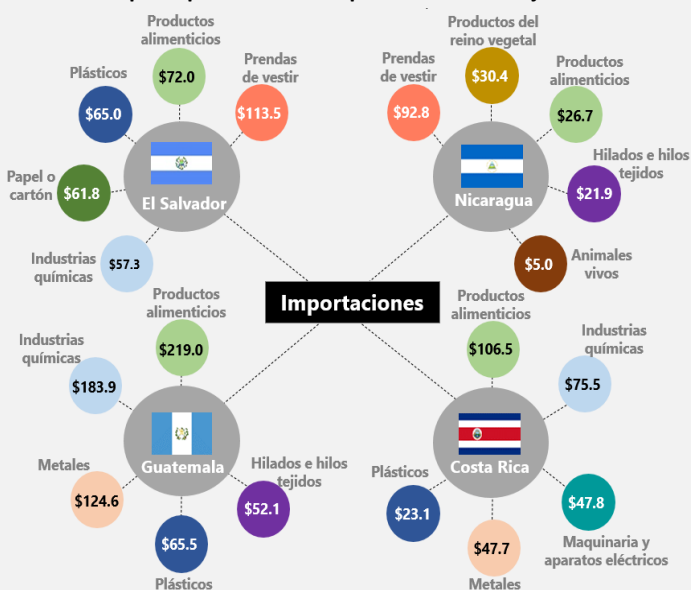 Productos
alimenticios
$72.0
Prendas
de vestir
$113.5
Plásticos
$65.0
Papel o
cartón
$61.8
Industrias
químicas
$57.3
El Salvador
Productos del
reino vegetal
$30.4
Prendas
de vestir
$92.8
Productos
alimenticios
$26.7
Hilados e hilos
tejidos
$21.9
Animales
vivos
$5.0
Nicaragua
Importaciones
Productos
alimenticios
$219.0
Industrias
químicas
$183.9
Metales
$124.6
Plásticos
$65.5
Hilados e hilos
tejidos
$52.1
Guatemala
Productos
alimenticios
$106.5
Industrias
químicas
$75.5
Maquinaria y
aparatos eléctricos
$47.8
Metales
$47.7
Plásticos
$23.1
Costa Rica